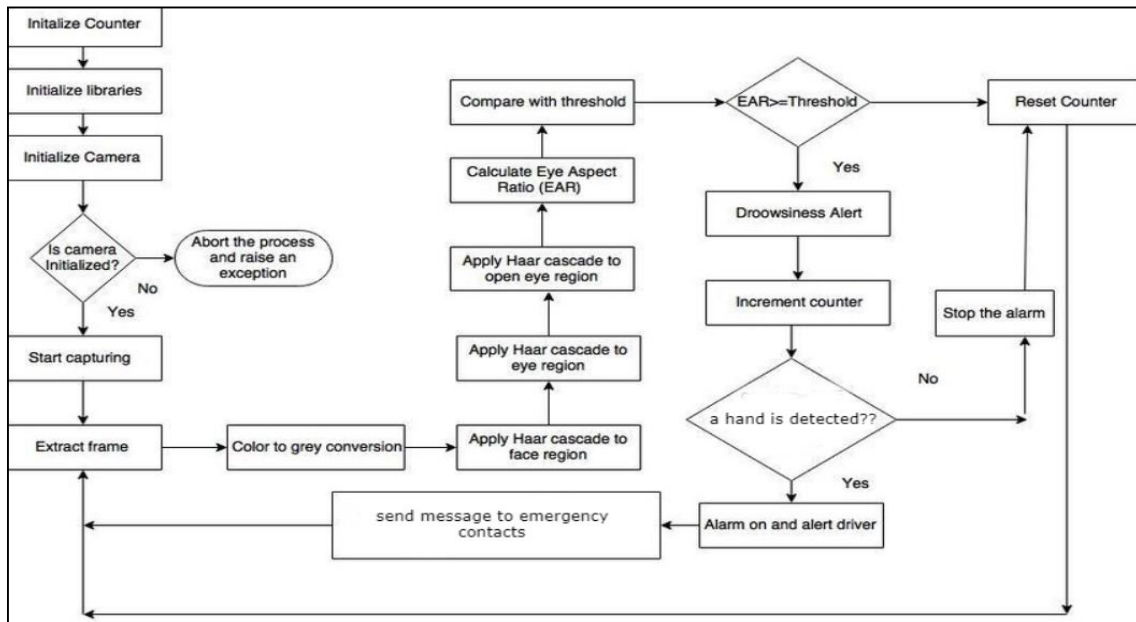 Initalize Counter
Initialize libraries
Initialize Camera
Is camera
Initialized?
No
Yes
Abort the process
and raise an
exception
Start capturing
Extract frame
Color to grey conversion
Apply Haar cascade to
face region
Apply Haar cascade to
eye region
Apply Haar cascade to
open eye region
Calculate Eye Aspect
Ratio (EAR)
Compare with threshold
EAR>=Threshold
Yes
Reset Counter
Droowsiness Alert
Increment counter
a hand is detected??
No
Stop the alarm
Yes
Alarm on and alert driver
send message to emergency
contacts